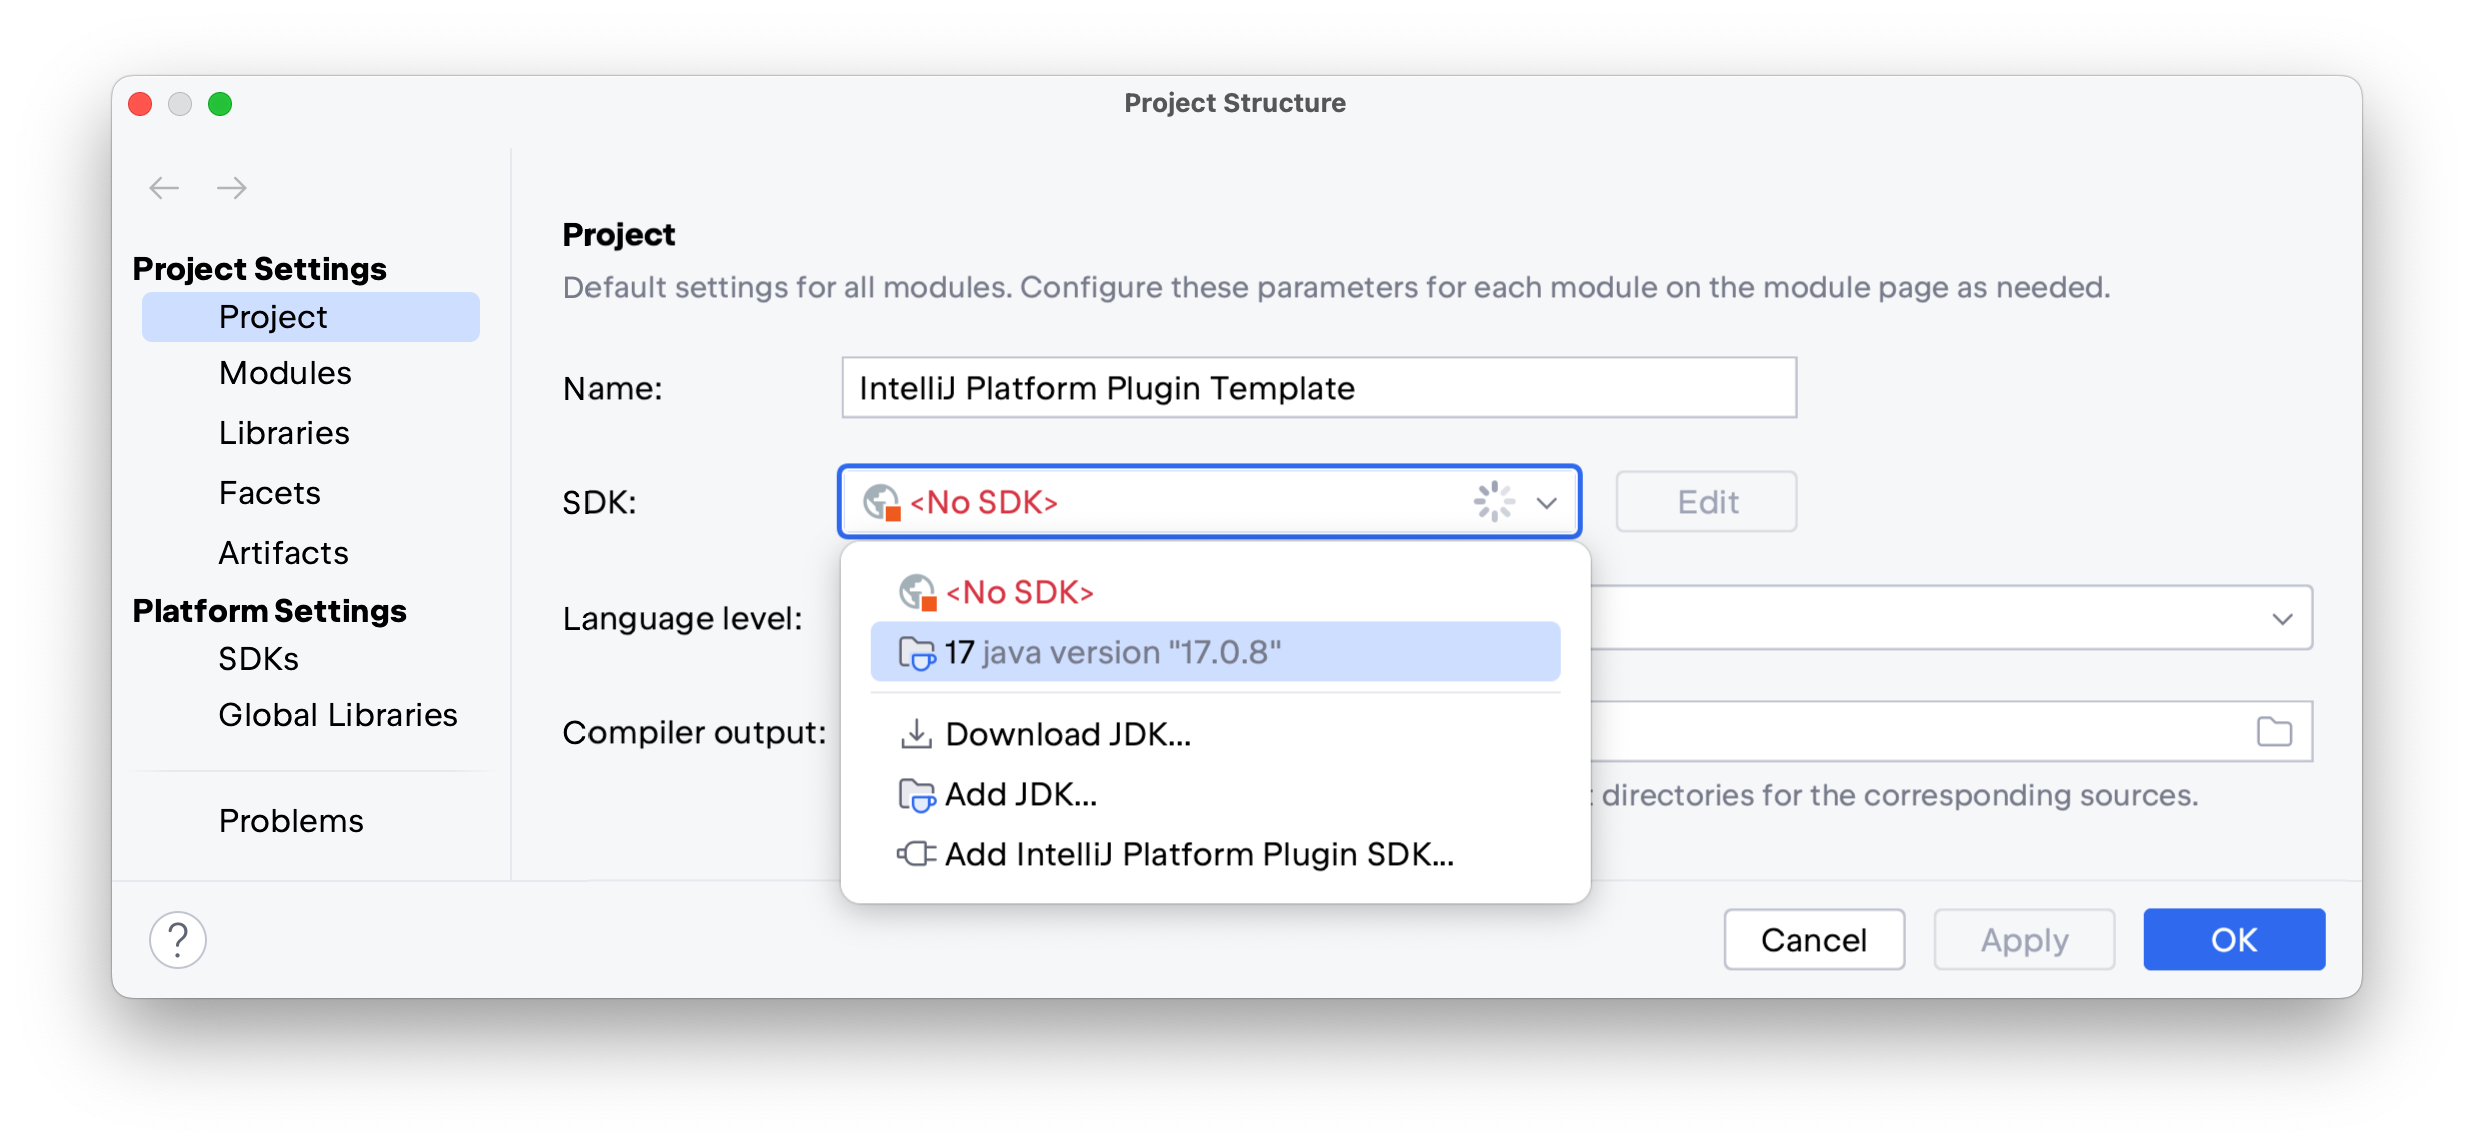 Project Structure
Project Settings
Project
Modules
Libraries
Facets
Artifacts
Platform Settings
SDKs
Global Libraries
Problems
Project
Default settings for all modules. Configure these parameters for each module on the module page as needed.
Name:
IntelliJ Platform Plugin Template
SDK:
<No SDK>
Edit
<No SDK>
17 java version "17.0.8"
Download JDK...
Add JDK...
Add IntelliJ Platform Plugin SDK...
Language level:
Compiler output:
directories for the corresponding sources.
?
Cancel
Apply
OK